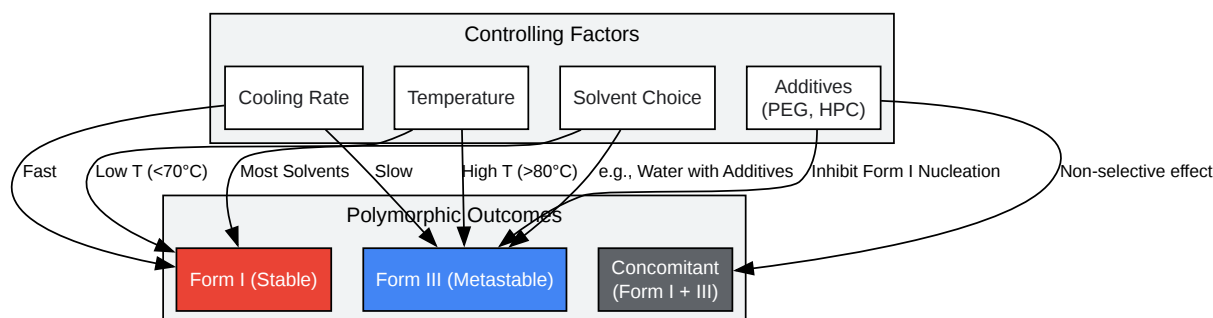 Controlling Factors
Cooling Rate
Temperature
Solvent Choice
Additives
(PEG, HPC)
Fast
Low T (<70°C)
Most Solvents
Slow
High T (>80°C)
e.g., Water with Additives
Inhibit Form I Nucleation
Non-selective effect
Polymorphic Outcomes
Form I (Stable)
Form III (Metastable)
Concomitant
(Form I + III)